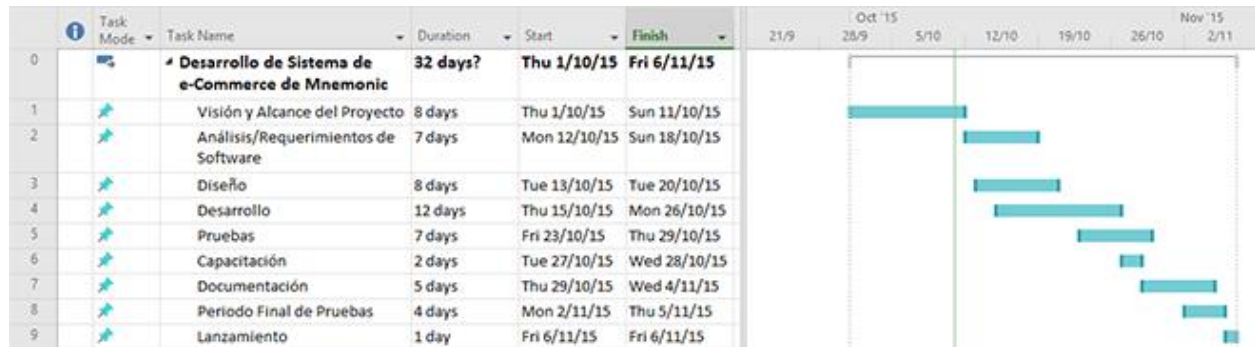 Oct '15 Nov '15
Task Mode Task Name Duration Start Finish 21/9 28/9 5/10 12/10 19/10 26/10 2/11
0 Desarrollo de Sistema de e-Commerce de Mnemonic 32 days? Thu 1/10/15 Fri 6/11/15
1 Visión y Alcance del Proyecto 8 days Thu 1/10/15 Sun 11/10/15
2 Análisis/Requerimientos de Software 7 days Mon 12/10/15 Sun 18/10/15
3 Diseño 8 days Tue 13/10/15 Tue 20/10/15
4 Desarrollo 12 days Thu 15/10/15 Mon 26/10/15
5 Pruebas 7 days Fri 23/10/15 Thu 29/10/15
6 Capacitación 2 days Tue 27/10/15 Wed 28/10/15
7 Documentación 5 days Thu 29/10/15 Wed 4/11/15
8 Periodo Final de Pruebas 4 days Mon 2/11/15 Thu 5/11/15
9 Lanzamiento 1 day Fri 6/11/15 Fri 6/11/15